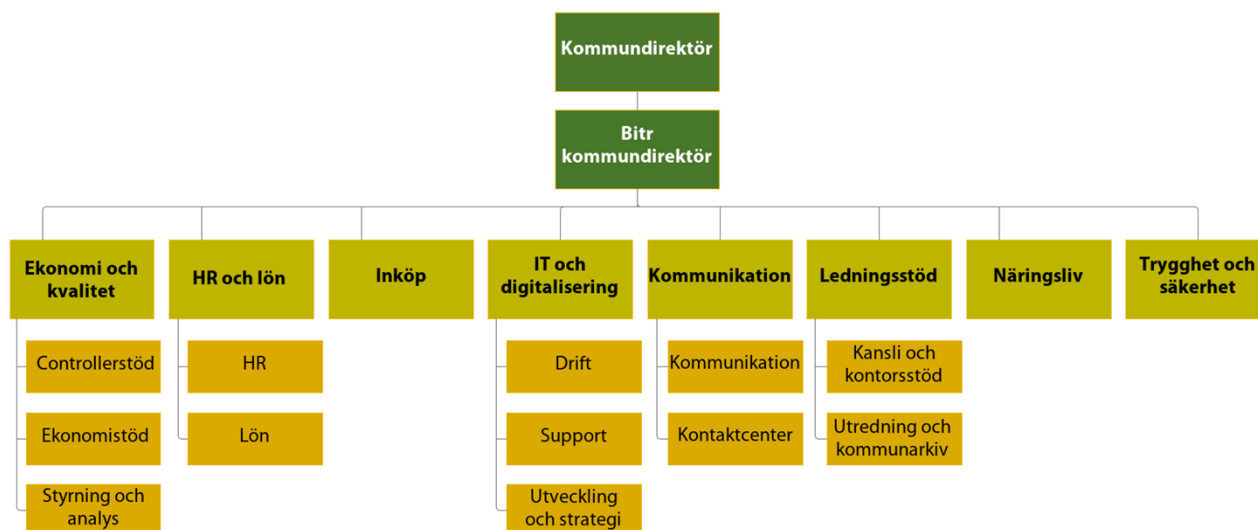 Kommundirektör
Bitr
kommundirektör
Ekonomi och
kvalitet
HR och lön
Inköp
IT och
digitalisering
Kommunikation
Ledningsstöd
Näringsliv
Trygghet och
säkerhet
Controllerstöd
HR
Drift
Kommunikation
Kansli och
kontorsstöd
Ekonomistöd
Lön
Support
Kontaktcenter
Utredning och
kommunarkiv
Styrning och
analys
Utveckling
och strategi